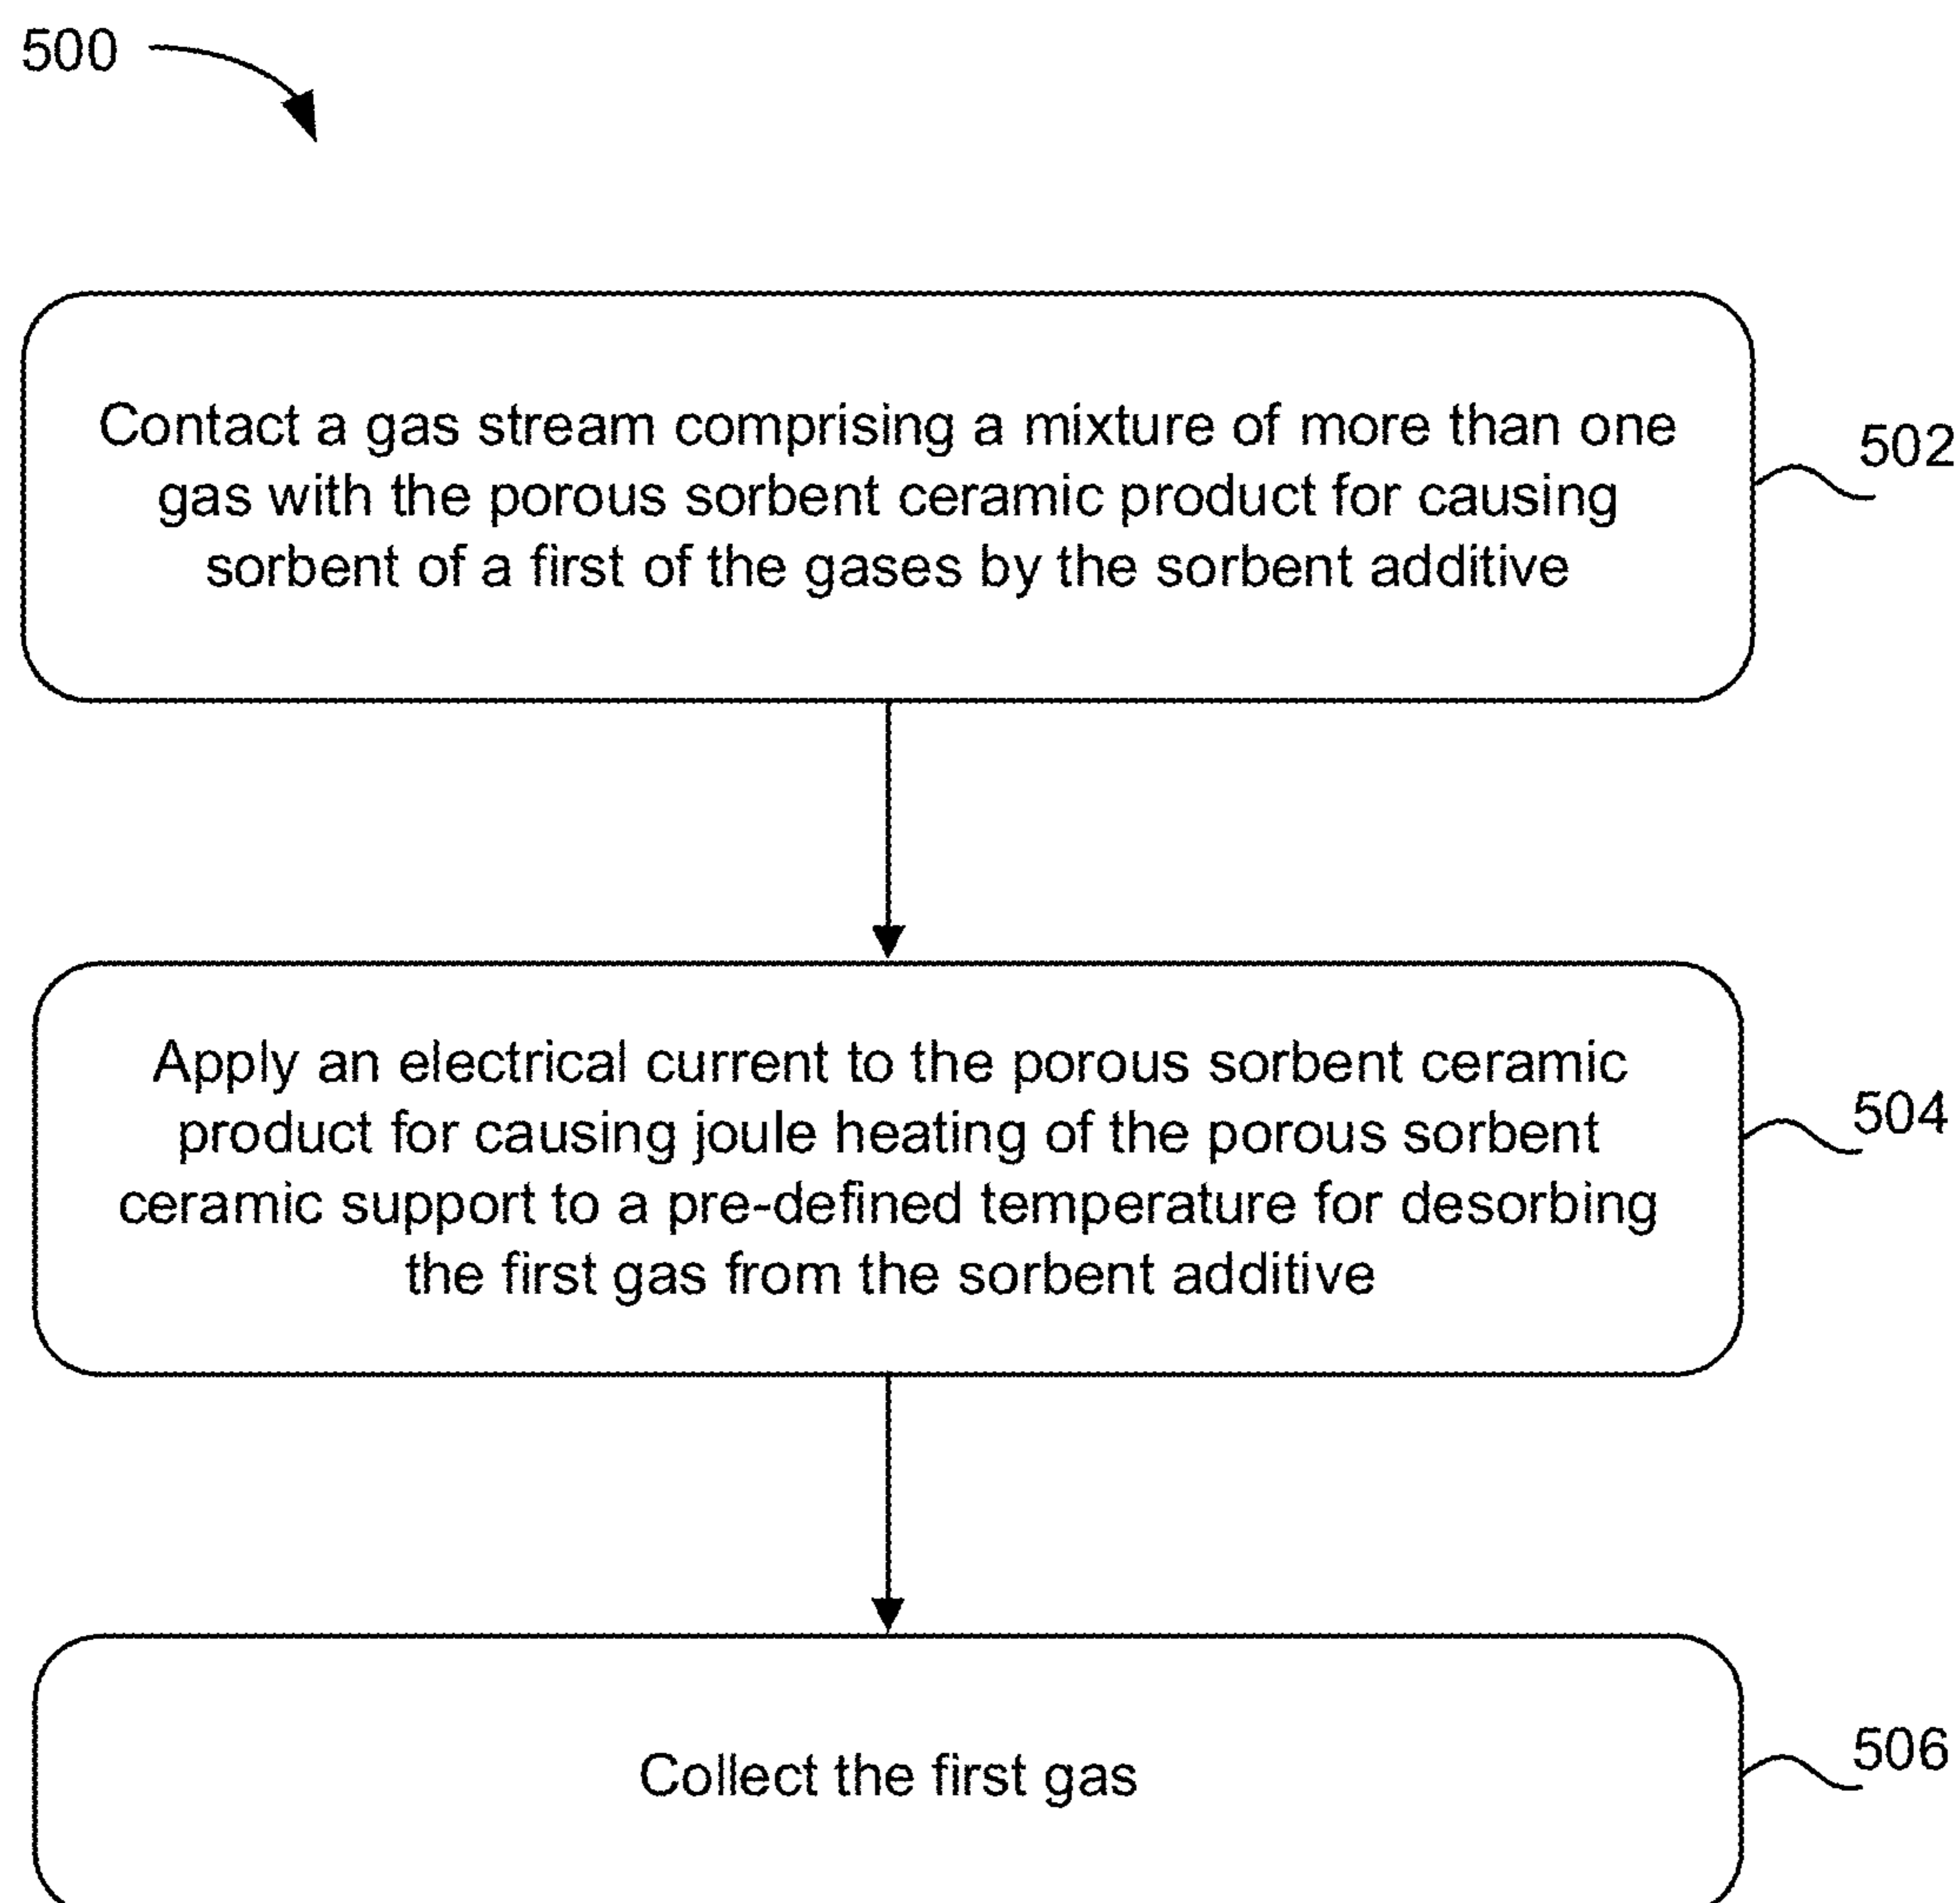 500
Contact a gas stream comprising a mixture of more than one
gas with the porous sorbent ceramic product for causing
sorbent of a first of the gases by the sorbent additive
502
Apply an electrical current to the porous sorbent ceramic
product for causing joule heating of the porous sorbent
ceramic support to a pre-defined temperature for desorbing
the first gas from the sorbent additive
504
Collect the first gas
506